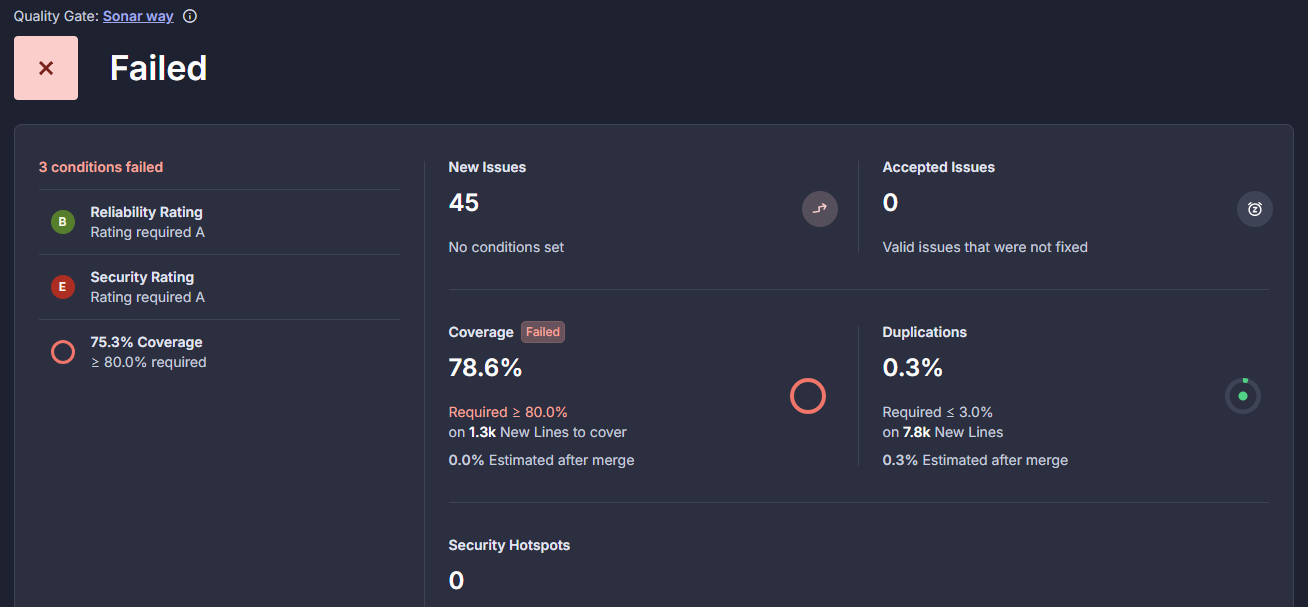 Quality Gate: Sonar way
Failed
3 conditions failed
B
Reliability Rating
Rating required A
E
Security Rating
Rating required A
75.3% Coverage
≥ 80.0% required
New Issues
45
No conditions set
Accepted Issues
0
Valid issues that were not fixed
Coverage Failed
78.6%
Required ≥ 80.0%
on 1.3k New Lines to cover
0.0% Estimated after merge
Duplications
0.3%
Required ≤ 3.0%
on 7.8k New Lines
0.3% Estimated after merge
Security Hotspots
0